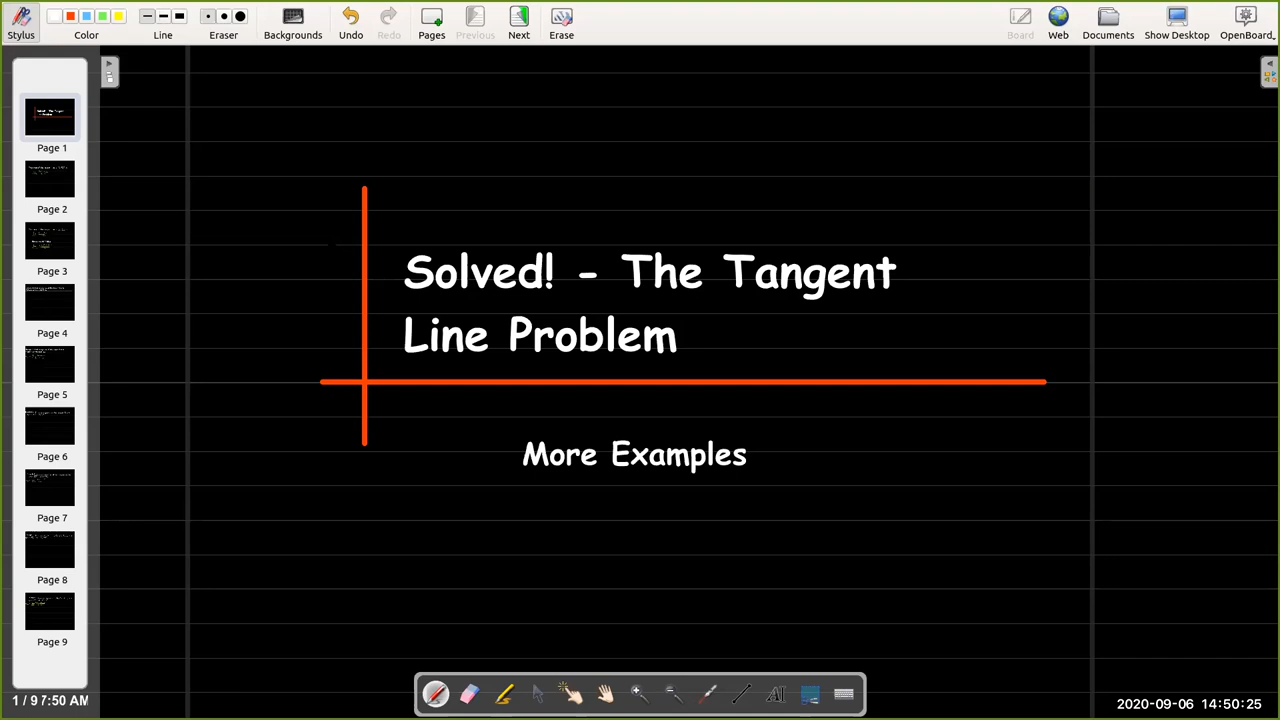 Stylus Color Line Eraser Backgrounds Undo Redo Pages Previous Next Erase Board Web Documents Show Desktop OpenBoard
Page 1
Page 2
Page 3
Page 4
Page 5
Page 6
Page 7
Page 8
Page 9
Solved! - The Tangent
Line Problem
More Examples
1 / 9 7:50 AM
2020-09-06 14:50:25